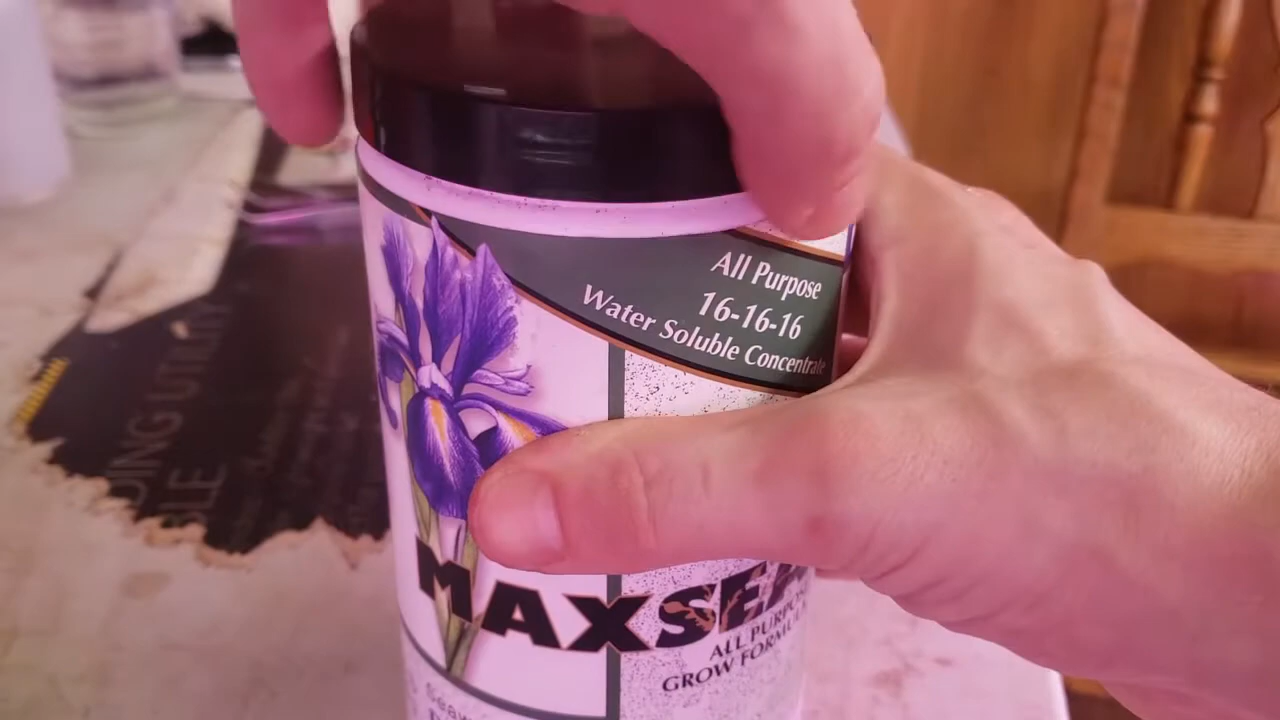 All Purpose
16-16-16
Water Soluble Concentrate
MAXSEA
ALL PURPOSE
GROW FORMULA